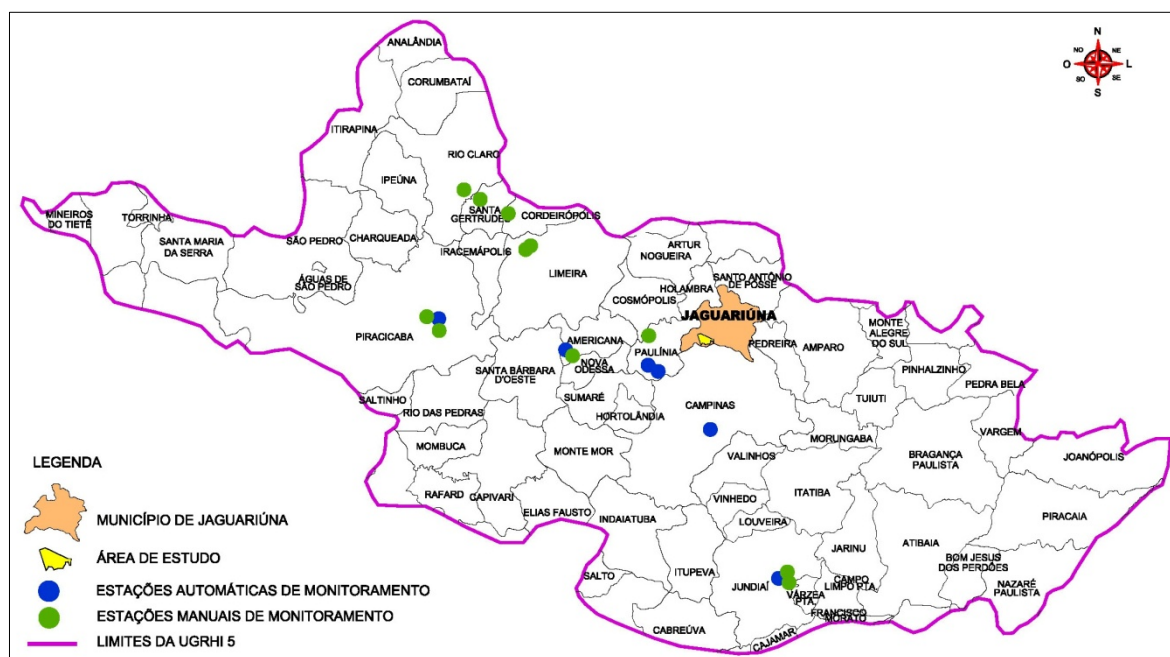 ANALÂNDIA
N
NO
NE
O
L
SO
SE
S
CORUMBATAÍ
ITIRAPINA
RIO CLARO
IPEÚNA
SANTA
GERTRUDES
CORDEIRÓPOLIS
MINEIROS
DO TIETÊ
TORRINHA
SANTA MARIA
DA SERRA
SÃO PEDRO
CHARQUEADA
IRACEMÁPOLIS
ARTUR
NOGUEIRA
ÁGUAS DE
SÃO PEDRO
LIMEIRA
HOLAMBRA
SANTO ANTÔNIO
DE POSSE
COSMÓPOLIS
JAGUARIÚNA
PIRACICABA
AMERICANA
NOVA
ODESSA
PAULÍNIA
PEDREIRA
AMPARO
MONTE
ALEGRE
DO SUL
PINHALZINHO
PEDRA BELA
SANTA BÁRBARA
D'OESTE
SUMARÉ
HORTOLÂNDIA
CAMPINAS
TUIUTI
SALTINHO
RIO DAS PEDRAS
MOMBUCA
MONTE MOR
VALINHOS
MORUNGABA
BRAGANÇA
PAULISTA
VARGEM
JOANÓPOLIS
RAFARD
CAPIVARI
ELIAS FAUSTO
INDAIATUBA
VINHEDO
ITATIBA
LOUVEIRA
PIRACAIA
ATIBAIA
JARINU
BOM JESUS
DOS PERDÕES
SALTO
ITUPEVA
JUNDIAÍ
VÁRZEA
PTA.
CAMPO
LIMPO PTA.
NAZARÉ
PAULISTA
FRANCISCO
MORATO
CABREÚVA
CAJAMAR
LEGENDA
MUNICÍPIO DE JAGUARIÚNA
ÁREA DE ESTUDO
ESTAÇÕES AUTOMÁTICAS DE MONITORAMENTO
ESTAÇÕES MANUAIS DE MONITORAMENTO
LIMITES DA UGRHI 5